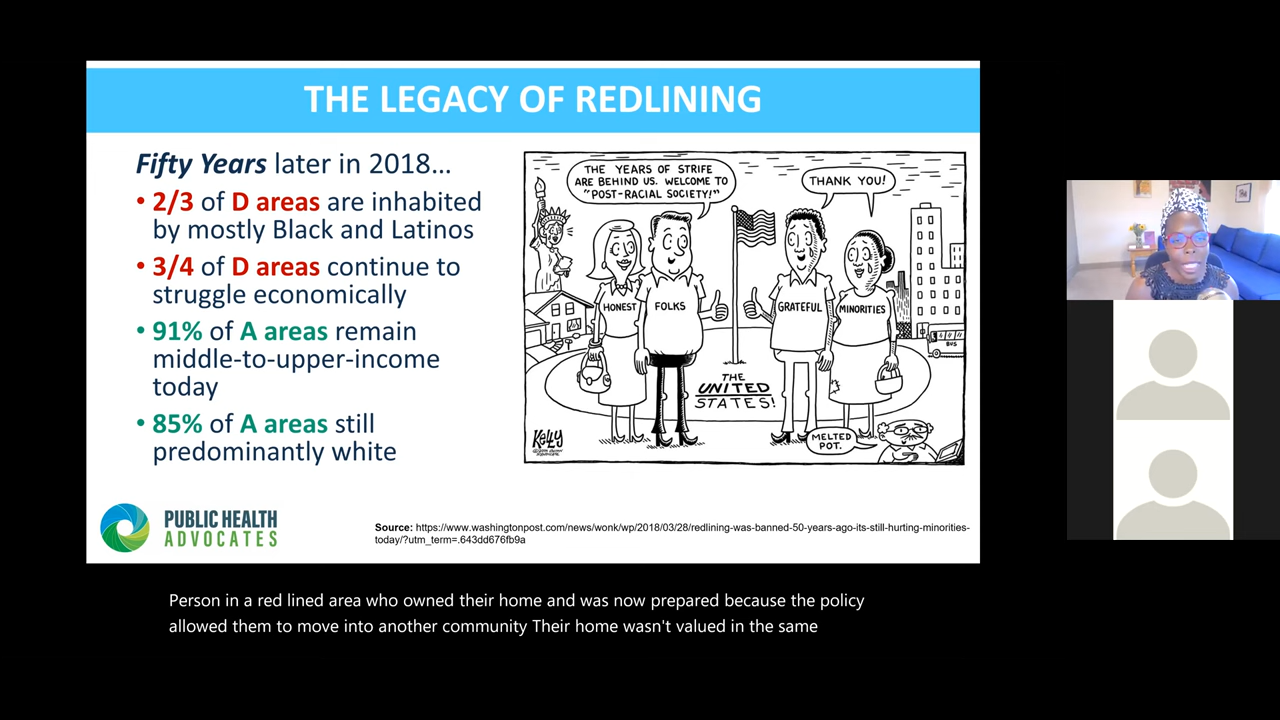 THE LEGACY OF REDLINING
Fifty Years later in 2018...
• 2/3 of D areas are inhabited
by mostly Black and Latinos
• 3/4 of D areas continue to
struggle economically
• 91% of A areas remain
middle-to-upper-income
today
• 85% of A areas still
predominantly white
THE YEARS OF STRIFE
ARE BEHIND US. WELCOME TO
"POST-RACIAL SOCIETY!"
THANK YOU!
HONEST
FOLKS
GRATEFUL
MINORITIES
BUS
THE
UNITED
STATES!
MELTED
POT.
KELLY
PUBLIC HEALTH
ADVOCATES
Source: https://www.washingtonpost.com/news/wonk/wp/2018/03/28/redlining-was-banned-50-years-ago-its-still-hurting-minorities-
today/?utm_term=.643dd676fb9a
Person in a red lined area who owned their home and was now prepared because the policy
allowed them to move into another community Their home wasn't valued in the same